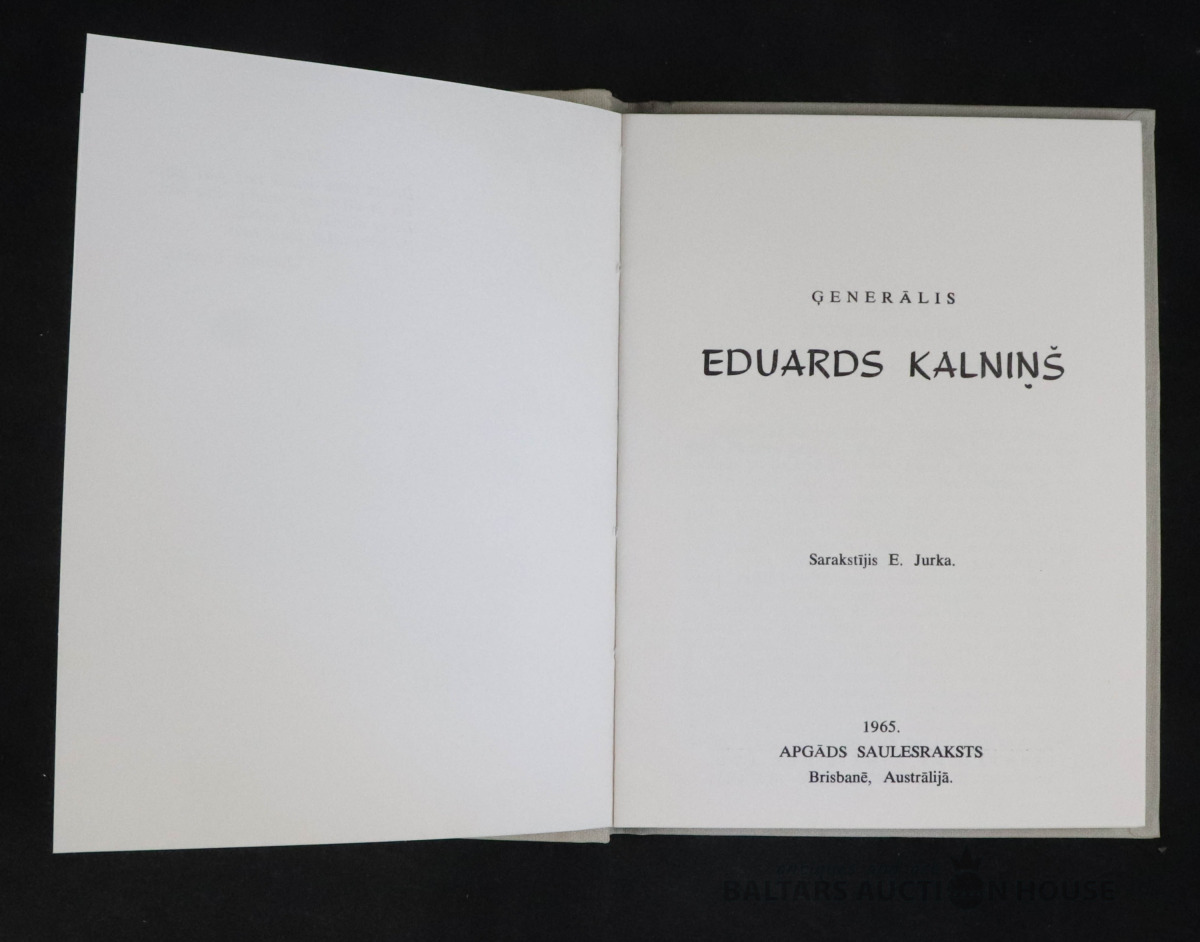 ĢENERĀLIS
EDUARDS KALNIŅŠ
Sarakstījis E. Jurka.
1965.
APGĀDS SAULESRAKSTS
Brisbanē, Austrālijā.
BALTARS AUCTION HOUSE